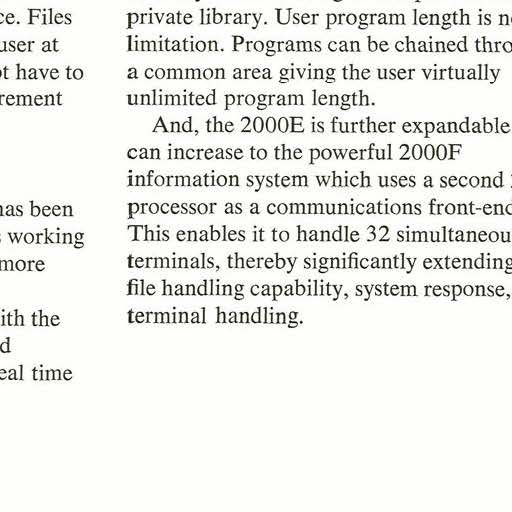 ce. Files
user at
have to
rement
has been
working
more
ith the
d
eal time
private library. User program length is
limitation. Programs can be chained
a common area giving the user virtually
unlimited program length.
And, the 2000E is further expandable
can increase to the powerful 2000F
information system which uses a second
processor as a communications front-end
This enables it to handle 32 simultaneou
terminals, thereby significantly extending
file handling capability, system response,
terminal handling.